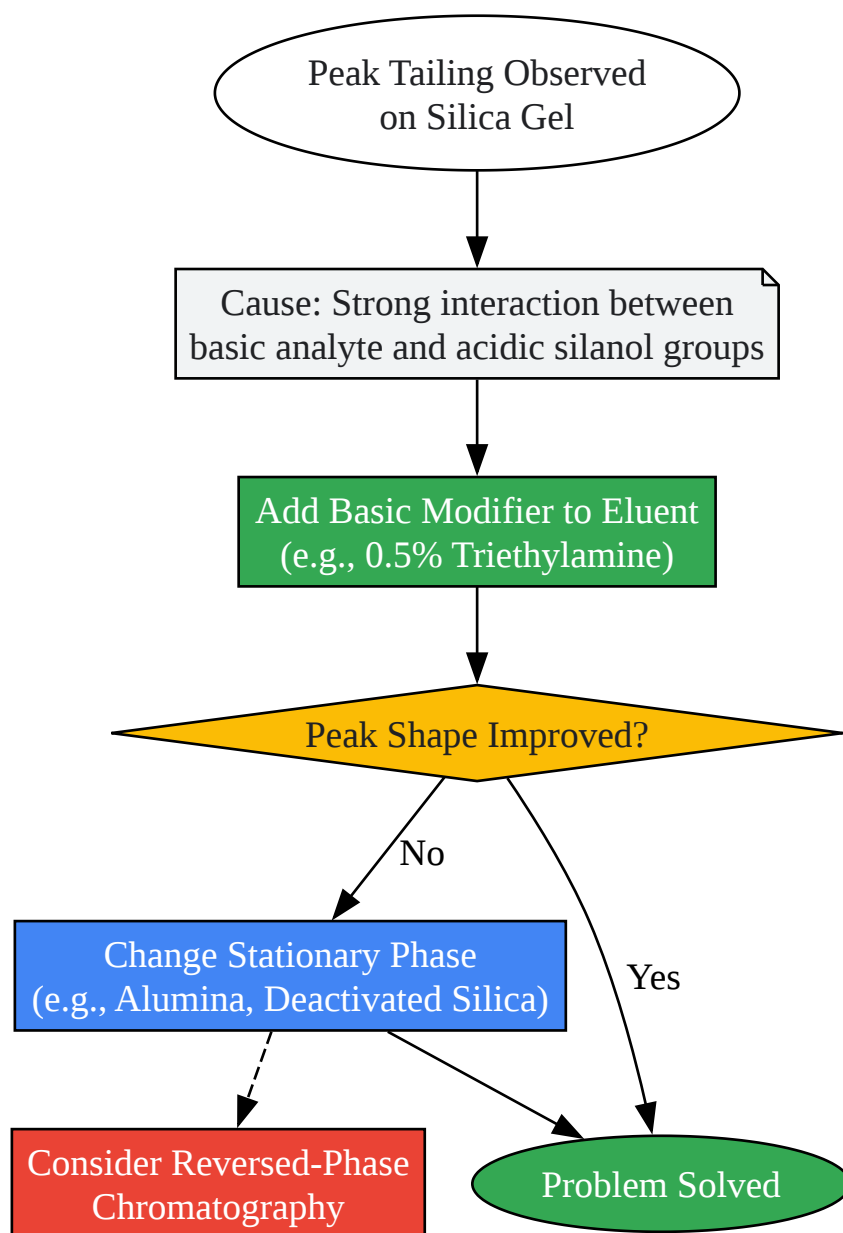 Peak Tailing Observed
on Silica Gel
Cause: Strong interaction between
basic analyte and acidic silanol groups
Add Basic Modifier to Eluent
(e.g., 0.5% Triethylamine)
Peak Shape Improved?
No
Change Stationary Phase
(e.g., Alumina, Deactivated Silica)
Yes
Consider Reversed-Phase
Chromatography
Problem Solved